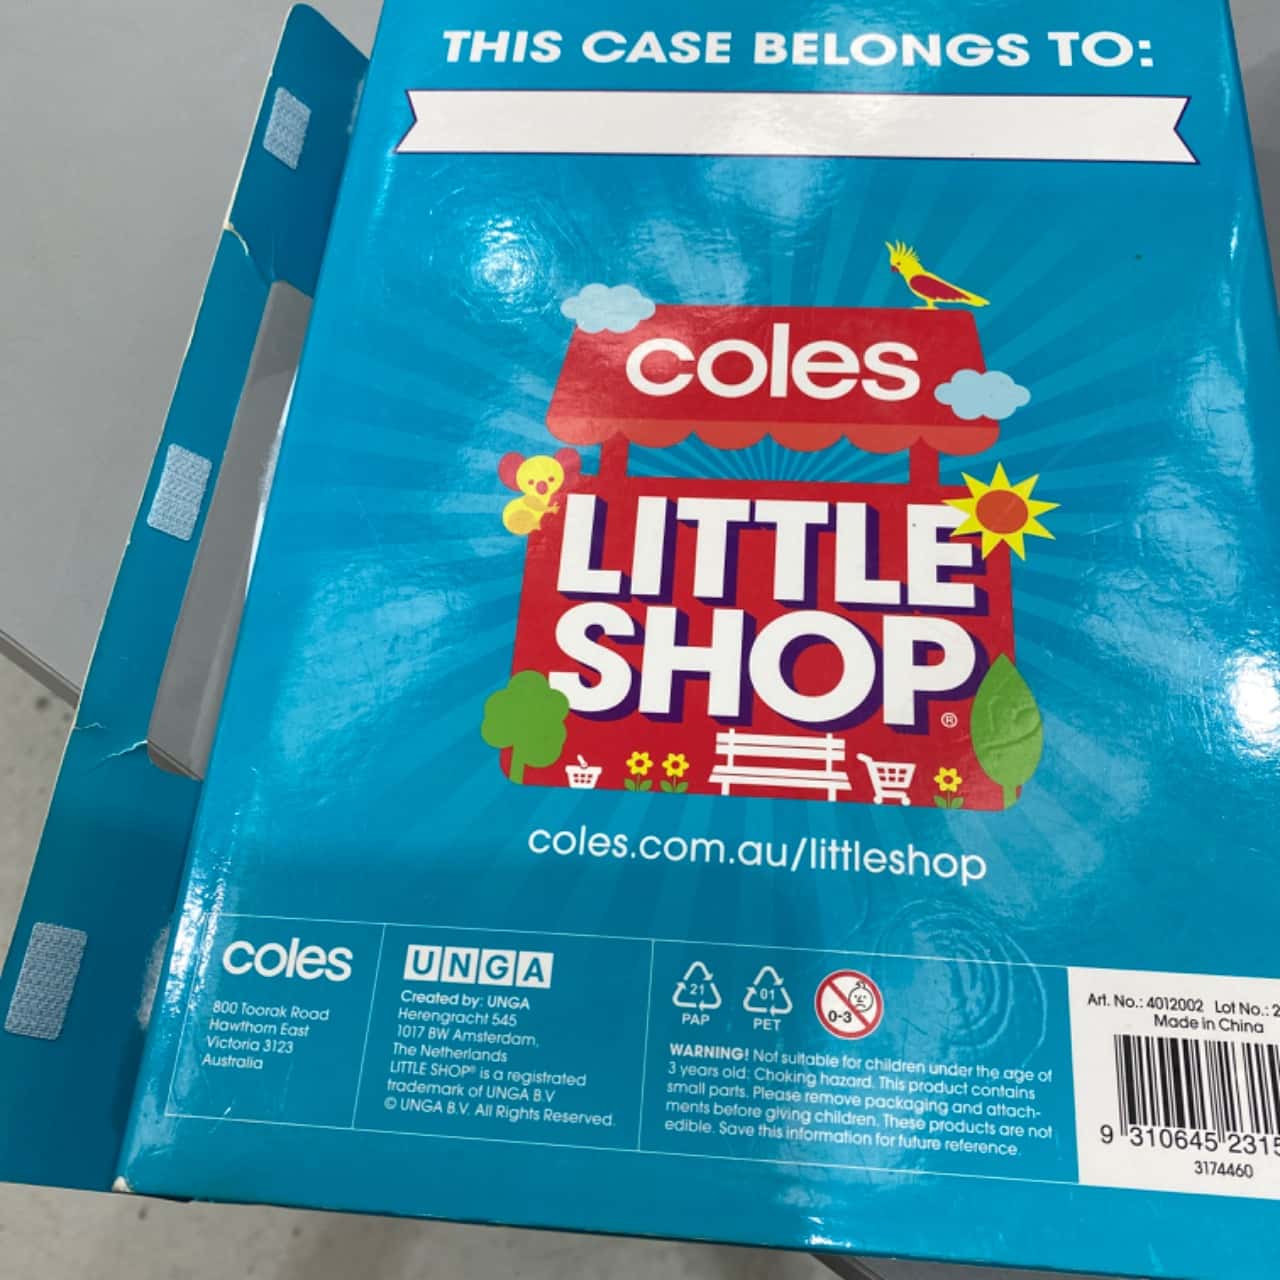 THIS CASE BELONGS TO:
coles
LITTLE
SHOP®
coles.com.au/littleshop
coles
800 Toorak Road
Hawthorn East
Victoria 3123
Australia
UNGA
Created by: UNGA
Herengracht 545
1017 BW Amsterdam,
The Netherlands
LITTLE SHOP® is a registrated
trademark of UNGA B.V
© UNGA B.V. All Rights Reserved.
21
PAP
01
PET
0-3
WARNING! Not suitable for children under the age of
3 years old: Choking hazard. This product contains
small parts. Please remove packaging and attach-
ments before giving children. These products are not
edible. Save this information for future reference.
Art. No.: 4012002 Lot No.: 2
Made in China
9 310645 2315
3174460